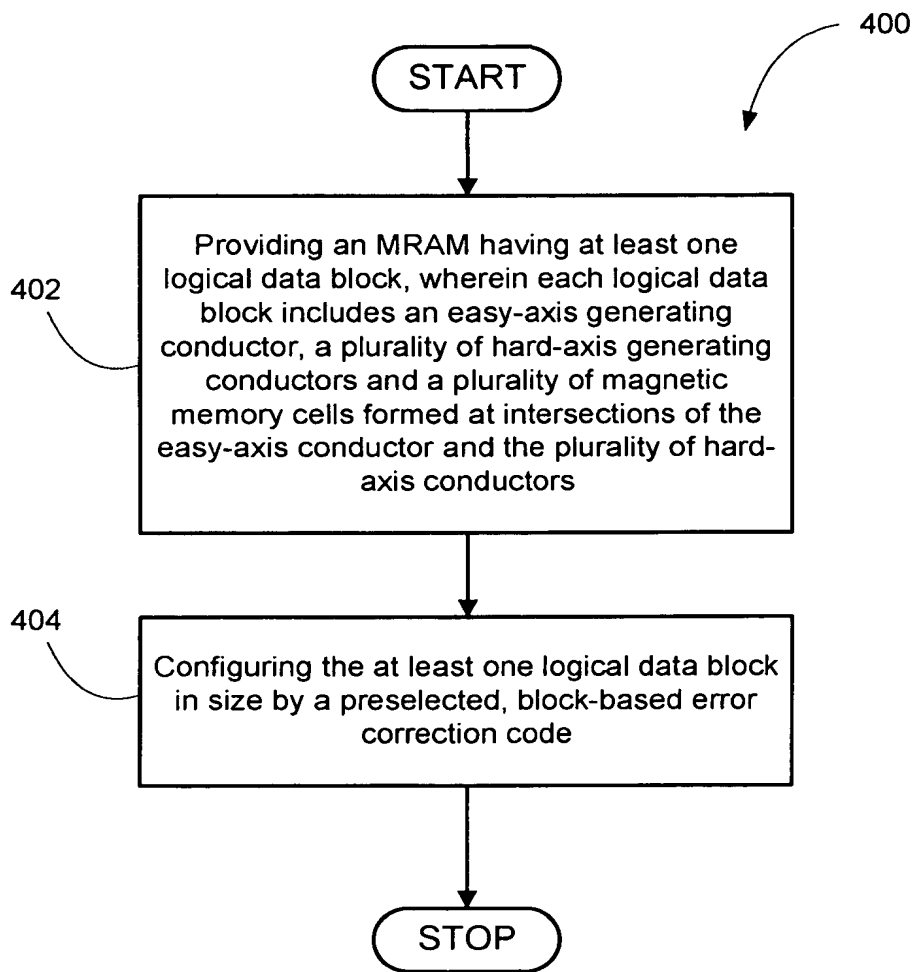 400
START
402
Providing an MRAM having at least one
logical data block, wherein each logical data
block includes an easy-axis generating
conductor, a plurality of hard-axis generating
conductors and a plurality of magnetic
memory cells formed at intersections of the
easy-axis conductor and the plurality of hard-
axis conductors
404
Configuring the at least one logical data block
in size by a preselected, block-based error
correction code
STOP